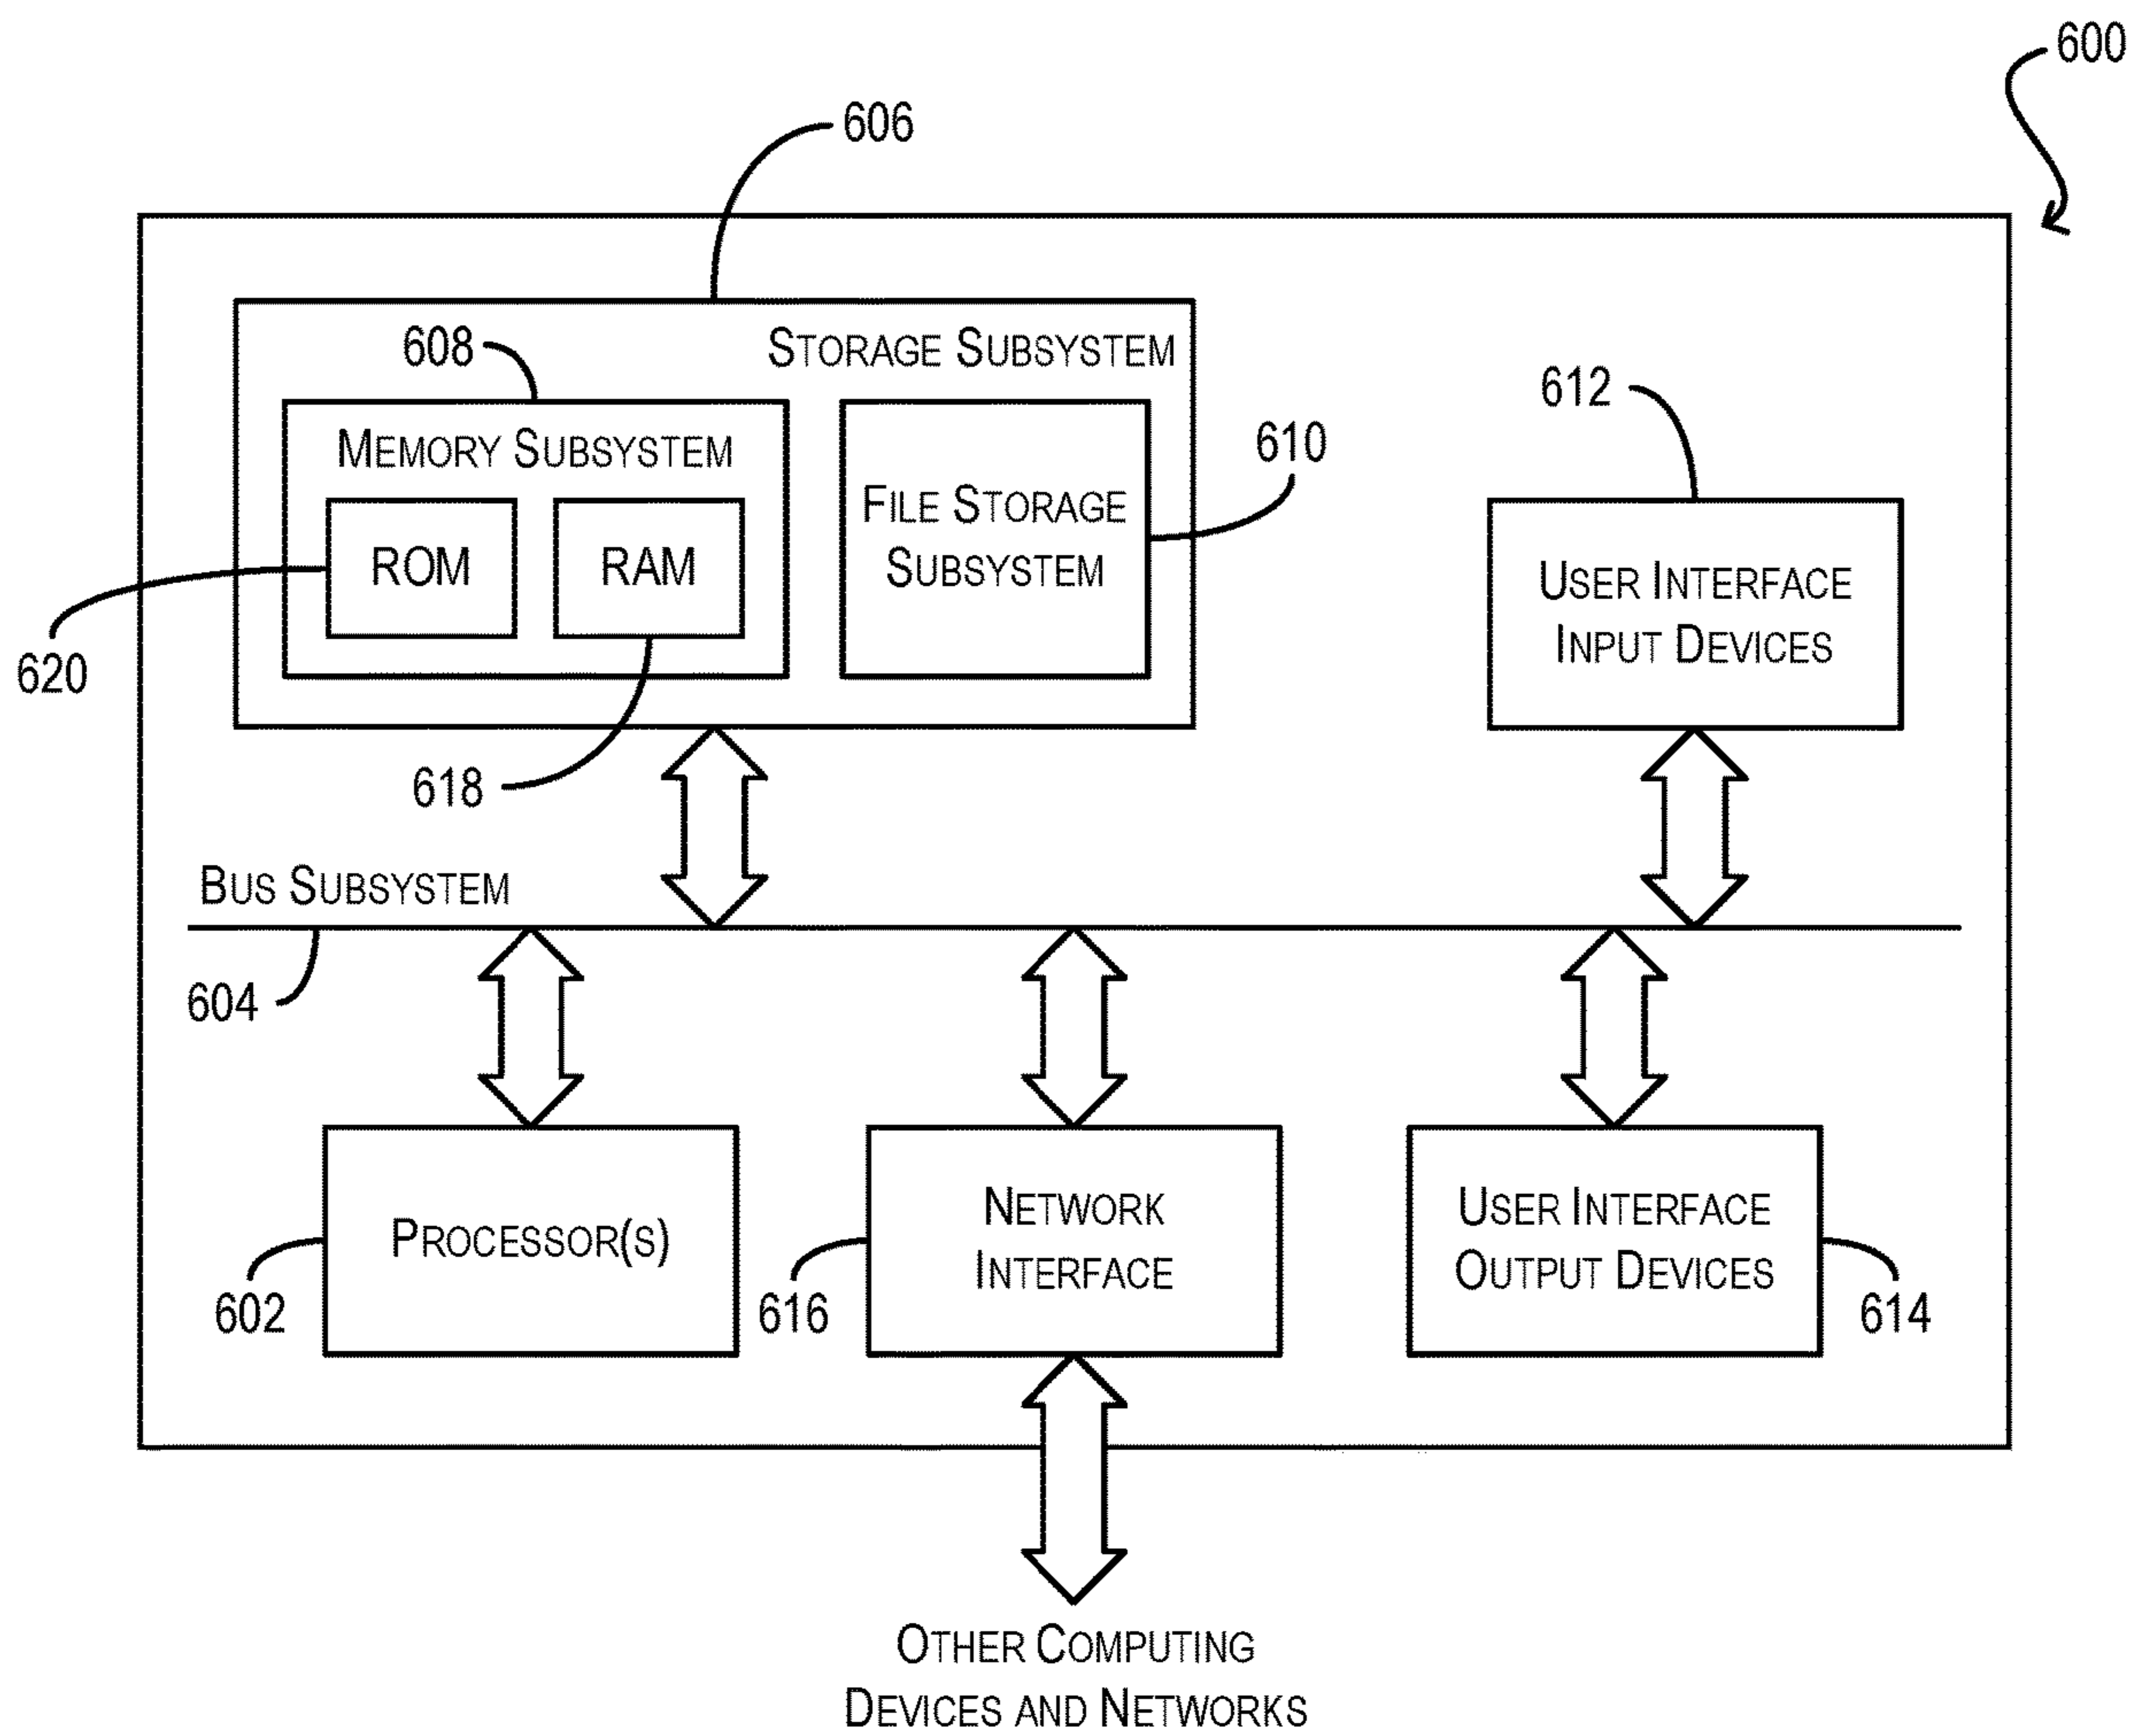 600
606
STORAGE SUBSYSTEM
608
MEMORY SUBSYSTEM
ROM
RAM
620
618
FILE STORAGE
SUBSYSTEM
610
612
USER INTERFACE
INPUT DEVICES
BUS SUBSYSTEM
604
PROCESSOR(S)
602
NETWORK
INTERFACE
616
USER INTERFACE
OUTPUT DEVICES
614
OTHER COMPUTING
DEVICES AND NETWORKS